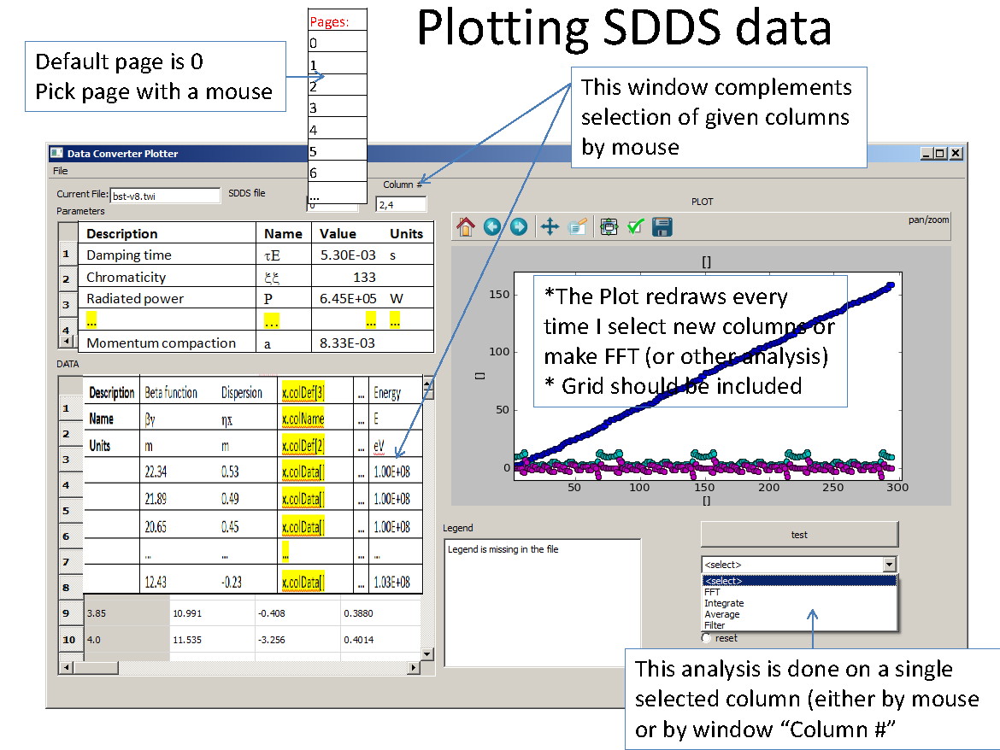 Plotting SDDS data
Pages:
0
1
2
3
4
5
6
...
Default page is 0
Pick page with a mouse
This window complements
selection of given columns
by mouse
Data Converter Plotter
File
Current File: bst-v8.twi SDDS file
Column #
0
2,4
Parameters
Description Name Value Units
1 Damping time τE 5.30E-03 s
2 Chromaticity ξξ 133
3 Radiated power P 6.45E+05 W
4 ... ... ... ...
Momentum compaction a 8.33E-03
DATA
1 Description Beta function Dispersion x.colDef[3] ... Energy
2 Name βγ ηχ x.colName ... E
3 Units m m x.colDef[2] ... eV
4 22.34 0.53 x.colData[] ... 1.00E+08
5 21.89 0.49 x.colData[] ... 1.00E+08
6 20.65 0.45 x.colData[] ... 1.00E+08
7 ... ... ... ... ...
8 12.43 -0.23 x.colData[] ... 1.03E+08
9 3.85 10.991 -0.408 0.3880
10 4.0 11.535 -3.256 0.4014
PLOT
pan/zoom
[]
*The Plot redraws every
time I select new columns or
make FFT (or other analysis)
* Grid should be included
150
100
50
0
[]
50 100 150 200 250 300
[]
Legend
Legend is missing in the file
test
<select>
<select>
FFT
Integrate
Average
Filter
reset
This analysis is done on a single
selected column (either by mouse
or by window “Column #”